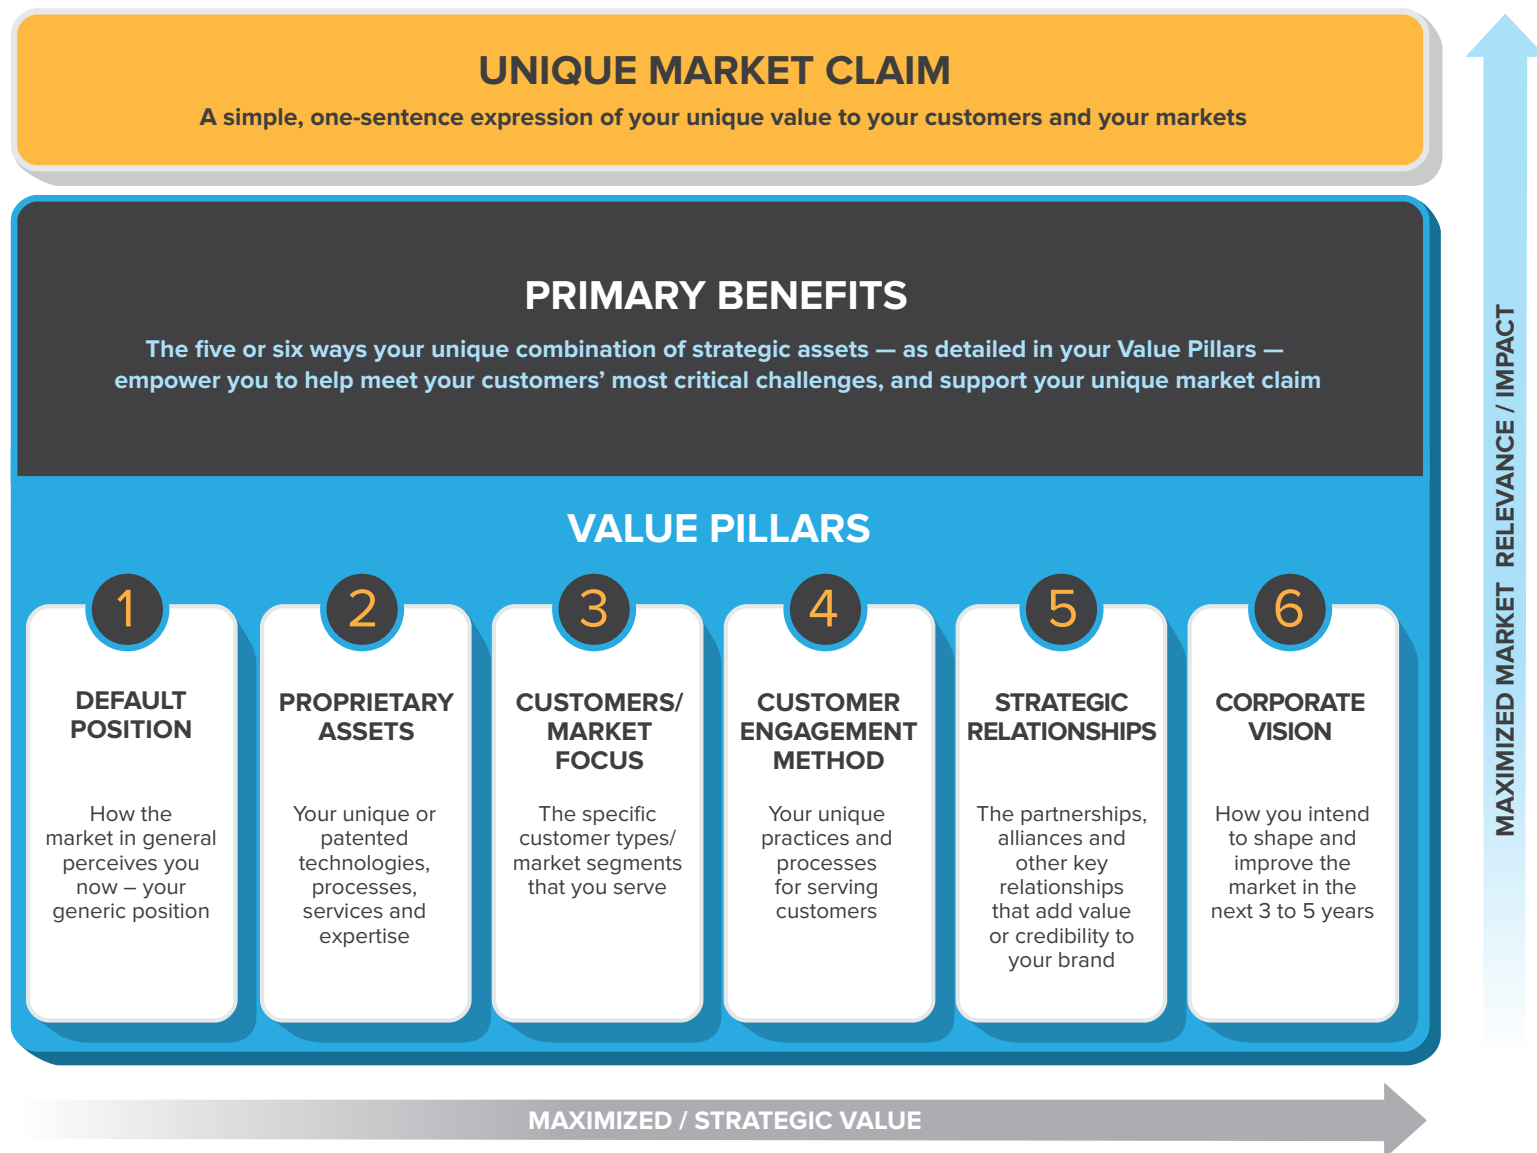 UNIQUE MARKET CLAIM
A simple, one-sentence expression of your unique value to your customers and your markets
PRIMARY BENEFITS
The five or six ways your unique combination of strategic assets — as detailed in your Value Pillars —
empower you to help meet your customers’ most critical challenges, and support your unique market claim
VALUE PILLARS
1
DEFAULT
POSITION
How the
market in general
perceives you
now – your
generic position
2
PROPRIETARY
ASSETS
Your unique or
patented
technologies,
processes,
services and
expertise
3
CUSTOMERS/
MARKET
FOCUS
The specific
customer types/
market segments
that you serve
4
CUSTOMER
ENGAGEMENT
METHOD
Your unique
practices and
processes
for serving
customers
5
STRATEGIC
RELATIONSHIPS
The partnerships,
alliances and
other key
relationships
that add value
or credibility to
your brand
6
CORPORATE
VISION
How you intend
to shape and
improve the
market in the
next 3 to 5 years
MAXIMIZED / STRATEGIC VALUE
MAXIMIZED MARKET RELEVANCE / IMPACT